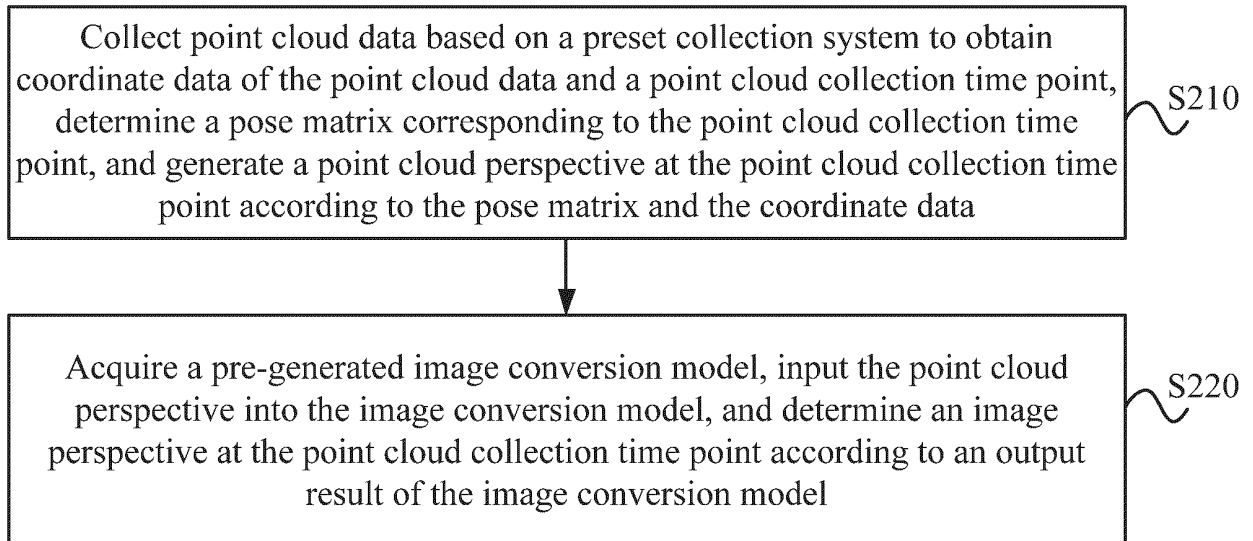 Collect point cloud data based on a preset collection system to obtain
coordinate data of the point cloud data and a point cloud collection time point,
determine a pose matrix corresponding to the point cloud collection time
point, and generate a point cloud perspective at the point cloud collection time
point according to the pose matrix and the coordinate data
S210
Acquire a pre-generated image conversion model, input the point cloud
perspective into the image conversion model, and determine an image
perspective at the point cloud collection time point according to an output
result of the image conversion model
S220